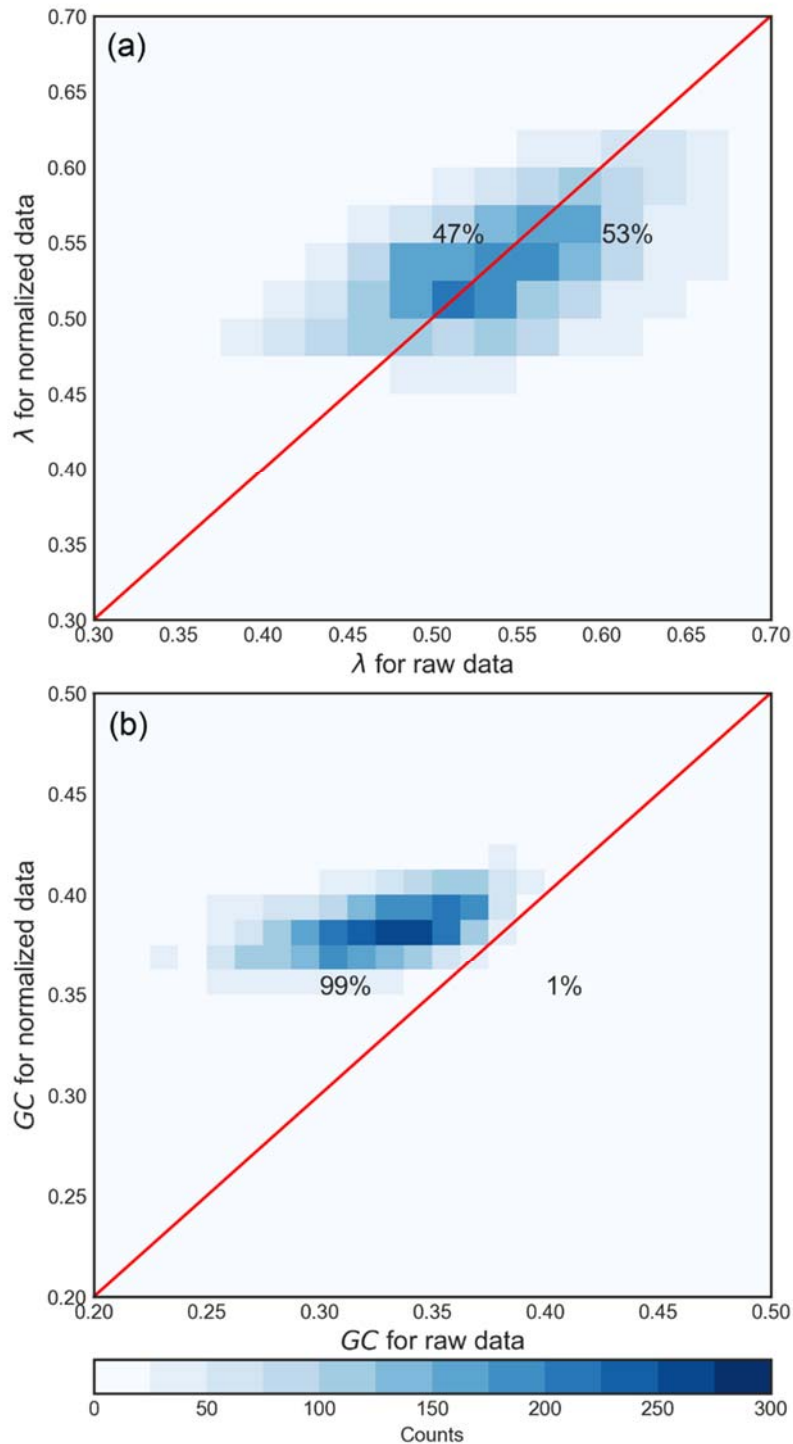 (a)
0.70
0.65
0.60
0.55
0.50
0.45
0.40
0.35
0.30
λ for normalized data
47%
53%
0.30 0.35 0.40 0.45 0.50 0.55 0.60 0.65 0.70
λ for raw data
(b)
0.50
0.45
0.40
0.35
0.30
0.25
0.20
GC for normalized data
99%
1%
0.20 0.25 0.30 0.35 0.40 0.45 0.50
GC for raw data
0 50 100 150 200 250 300
Counts